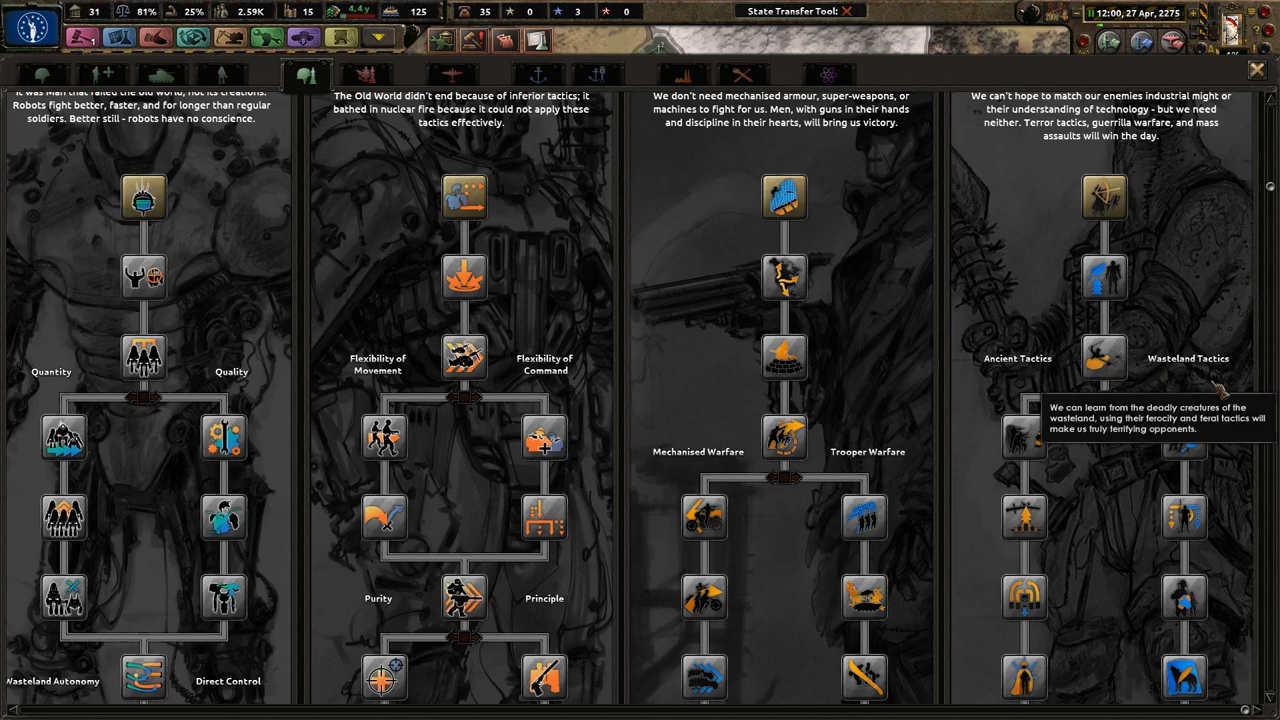 31 81% 25% 2.59K 15 4,4 y 125 35 0 3 0 State Transfer Tool: 12:00, 27 Apr, 2275
It was Man that failed the old world, not its creations.
Robots fight better, faster, and for longer than regular
soldiers. Better still - robots have no conscience.
The Old World didn't end because of inferior tactics; it
bathed in nuclear fire because it could not apply these
tactics effectively.
We don't need mechanised armour, super-weapons, or
machines to fight for us. Men, with guns in their hands
and discipline in their hearts, will bring us victory.
We can't hope to match our enemies industrial might or
their understanding of technology - but we need
neither. Terror tactics, guerrilla warfare, and mass
assaults will win the day.
Quantity
Quality
Flexibility of
Movement
Flexibility of
Command
Mechanised Warfare
Trooper Warfare
Ancient Tactics
Wasteland Tactics
We can learn from the deadly creatures of the
wasteland, using their ferocity and feral tactics will
make us truly terrifying opponents.
Purity
Principle
Wasteland Autonomy
Direct Control